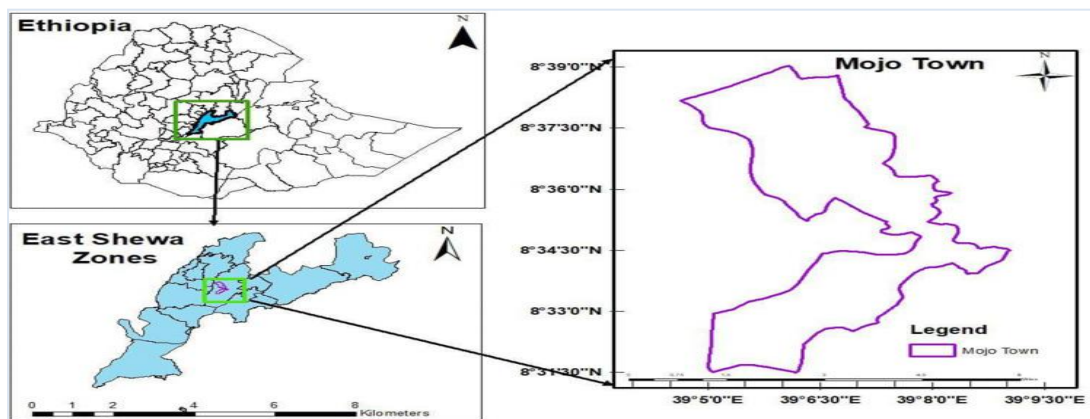 Ethiopia
N
East Shewa
Zones
N
0 2 4 6 8
Kilometers
Mojo Town
N
8°39'0"N
8°37'30"N
8°36'0"N
8°34'30"N
8°33'0"N
8°31'30"N
Legend
Mojo Town
39°5'0"E 39°6'30"E 39°8'0"E 39°9'30"E